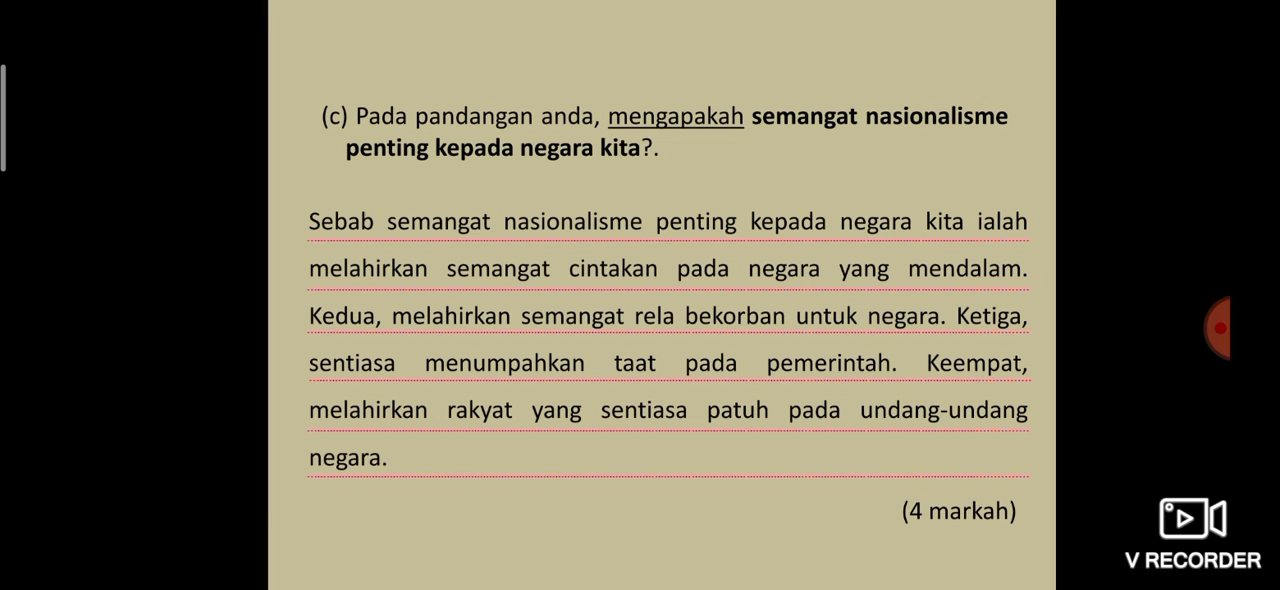 (c) Pada pandangan anda, mengapakah semangat nasionalisme
penting kepada negara kita?.
Sebab semangat nasionalisme penting kepada negara kita ialah
melahirkan semangat cintakan pada negara yang mendalam.
Kedua, melahirkan semangat rela bekorban untuk negara. Ketiga,
sentiasa menumpahkan taat pada pemerintah. Keempat,
melahirkan rakyat yang sentiasa patuh pada undang-undang
negara.
(4 markah)
V RECORDER